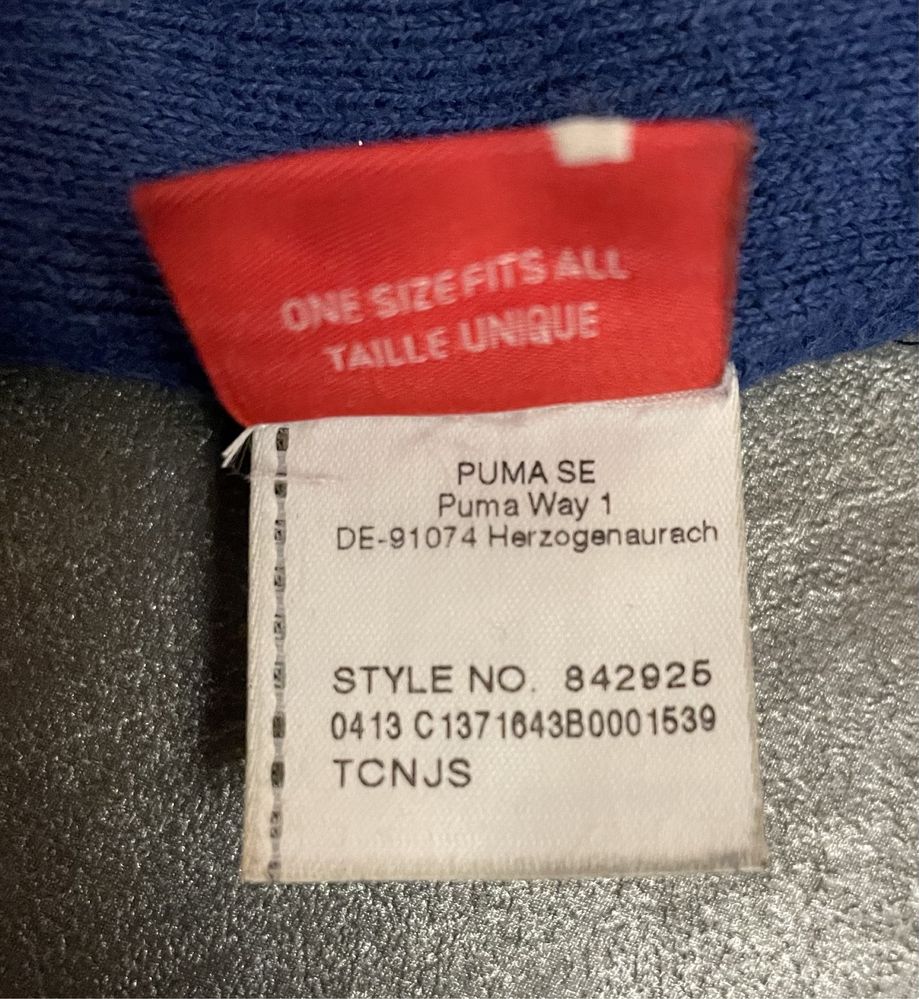 ONE SIZE FITS ALL
TAILLE UNIQUE
PUMA SE
Puma Way 1
DE-91074 Herzogenaurach
STYLE NO. 842925
0413 C1371643B0001539
TCNJS